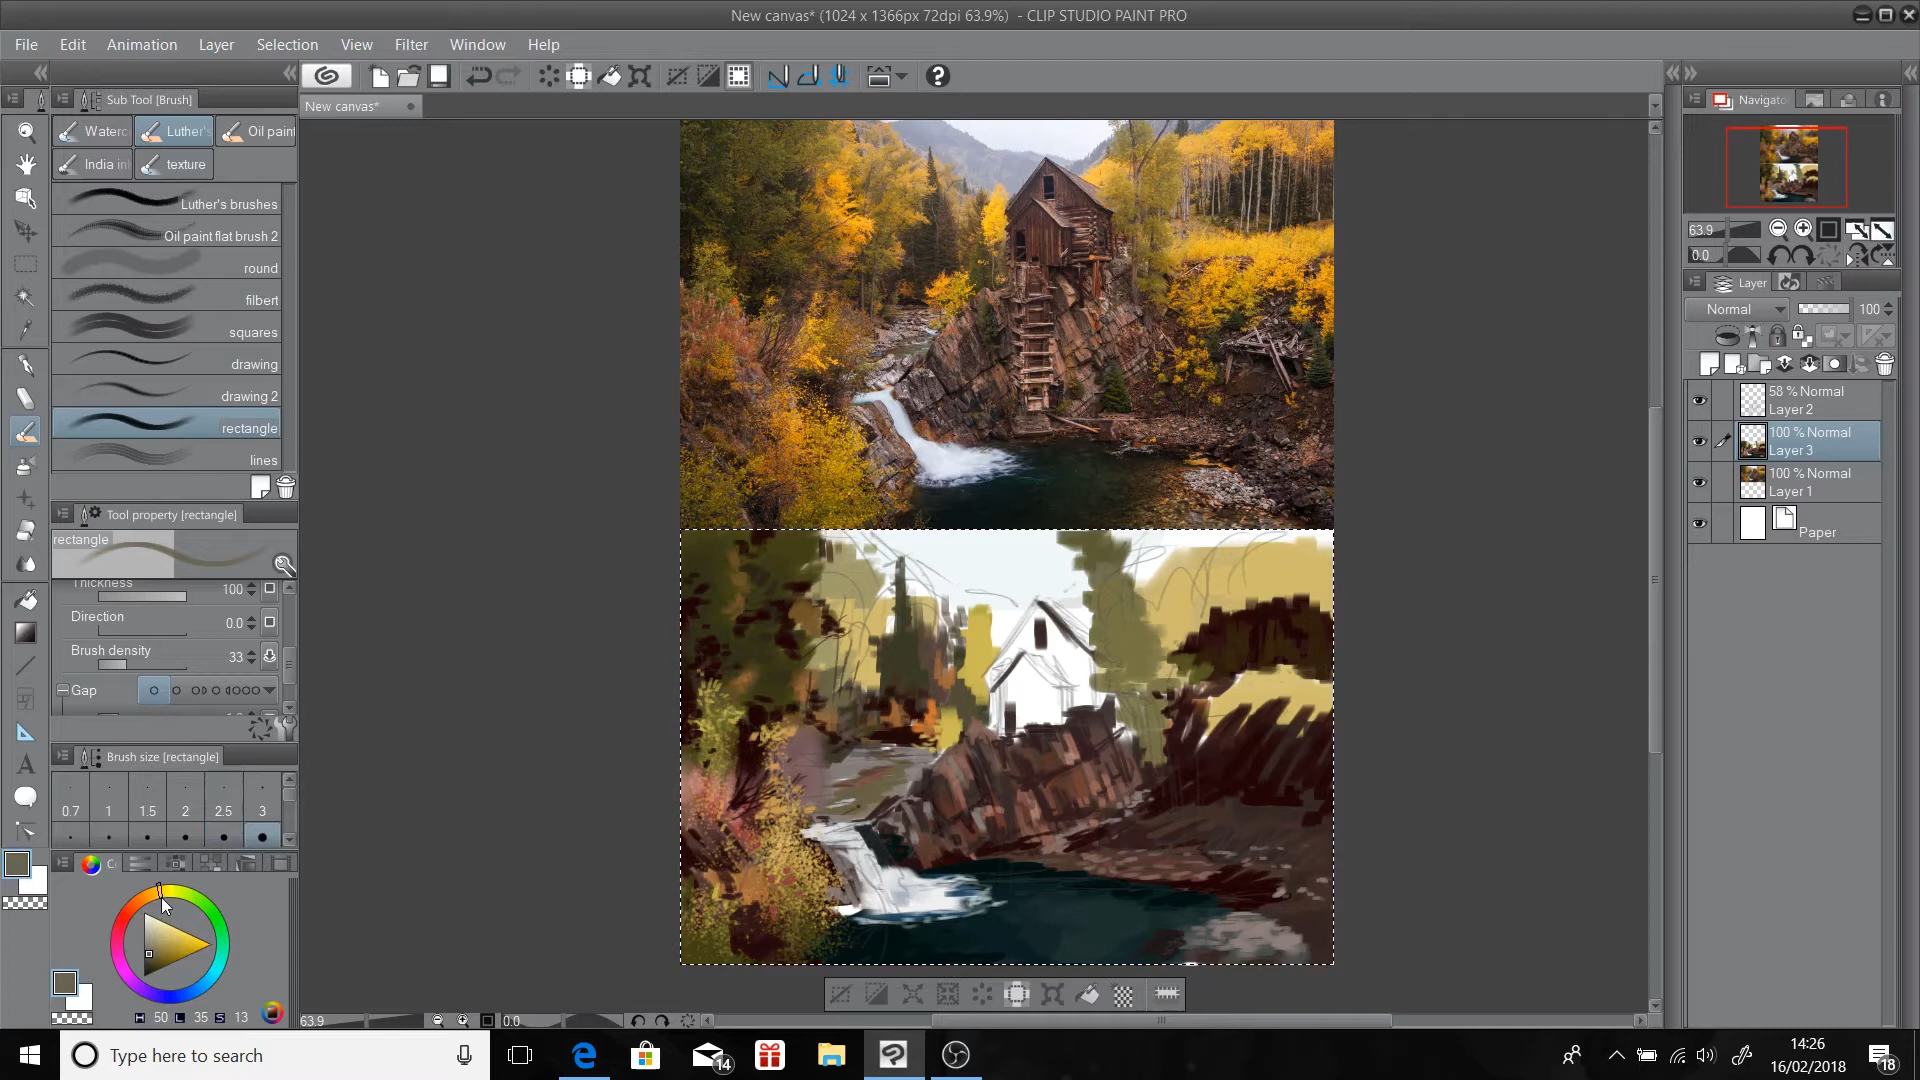 New canvas* (1024 x 1366px 72dpi 63.9%) - CLIP STUDIO PAINT PRO
File Edit Animation Layer Selection View Filter Window Help
Sub Tool [Brush]
New canvas*
Navigato
Waterc Luther's Oil paint
India in texture
Luther's brushes
Oil paint flat brush 2
round
filbert
squares
drawing
drawing 2
rectangle
lines
Tool property [rectangle]
rectangle
Thickness 100
Direction 0.0
Brush density 33
Gap
Brush size [rectangle]
0.7 1 1.5 2 2.5 3
H 50 L 35 S 13
63.9 0.0
63.9
0.0
Layer
Normal 100
58 % Normal
Layer 2
100 % Normal
Layer 3
100 % Normal
Layer 1
Paper
Type here to search
14
14:26
16/02/2018
18